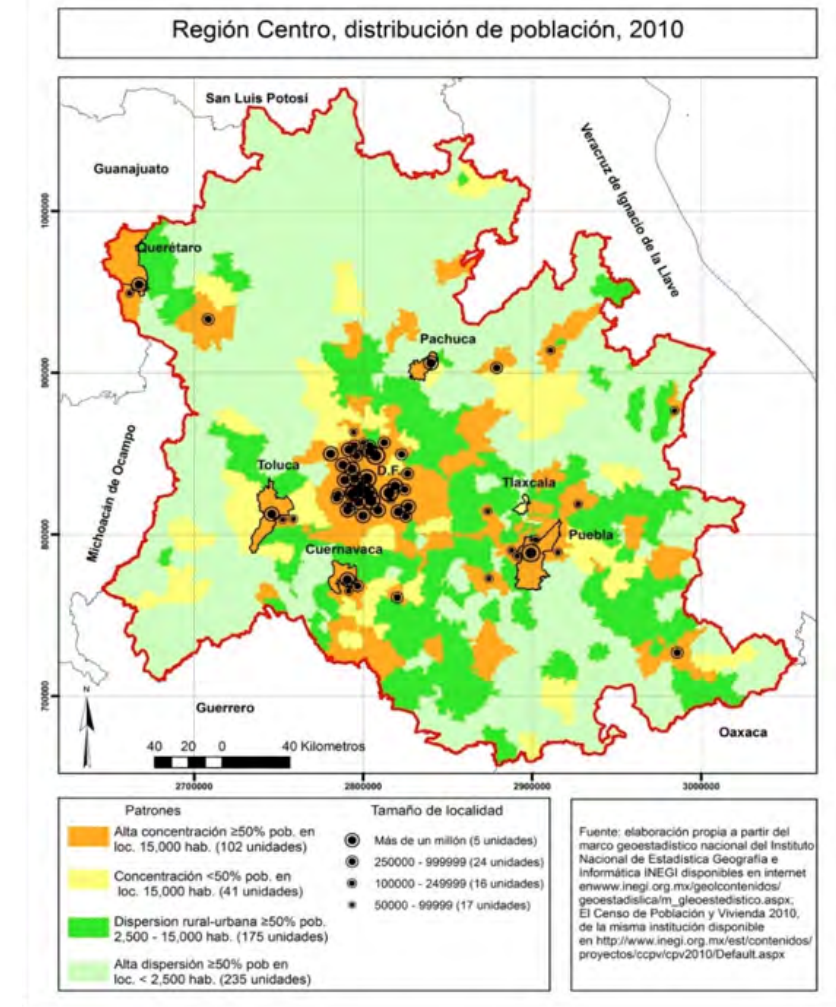 Región Centro, distribución de población, 2010
San Luis Potosí
Guanajuato
Veracruz de Ignacio de la Llave
Querétaro
Pachuca
Michoacán de Ocampo
Toluca
D.F.
Tlaxcala
Cuernavaca
Puebla
Guerrero
Oaxaca
1000000
900000
800000
700000
N
40 20 0 40 Kilometros
2700000 2800000 2900000 3000000
Patrones
Alta concentración ≥50% pob. en
loc. 15,000 hab. (102 unidades)
Concentración <50% pob. en
loc. 15,000 hab. (41 unidades)
Dispersion rural-urbana ≥50% pob.
2,500 - 15,000 hab. (175 unidades)
Alta dispersión ≥50% pob en
loc. < 2,500 hab. (235 unidades)
Tamaño de localidad
Más de un millón (5 unidades)
250000 - 999999 (24 unidades)
100000 - 249999 (16 unidades)
50000 - 99999 (17 unidades)
Fuente: elaboración propia a partir del
marco geoestadístico nacional del Instituto
Nacional de Estadística Geografia e
Informática INEGI disponibles en internet
enwww.inegi.org.mx/geolcontenidos/
geoestadislica/m_gleoestedistico.aspx;
El Censo de Población y Vivienda 2010,
de la misma institución disponible
en http://www.inegi.org.mx/est/contenidos/
proyectos/ccpv/cpv2010/Default.aspx